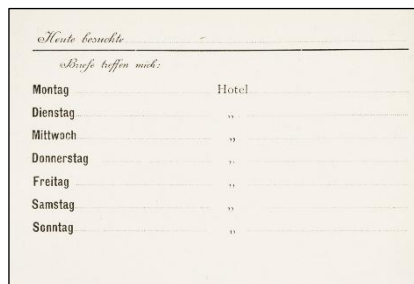 Heute besuchte
Briefe treffen mich:
Montag Hotel
Dienstag "
Mittwoch "
Donnerstag "
Freitag "
Samstag "
Sonntag "